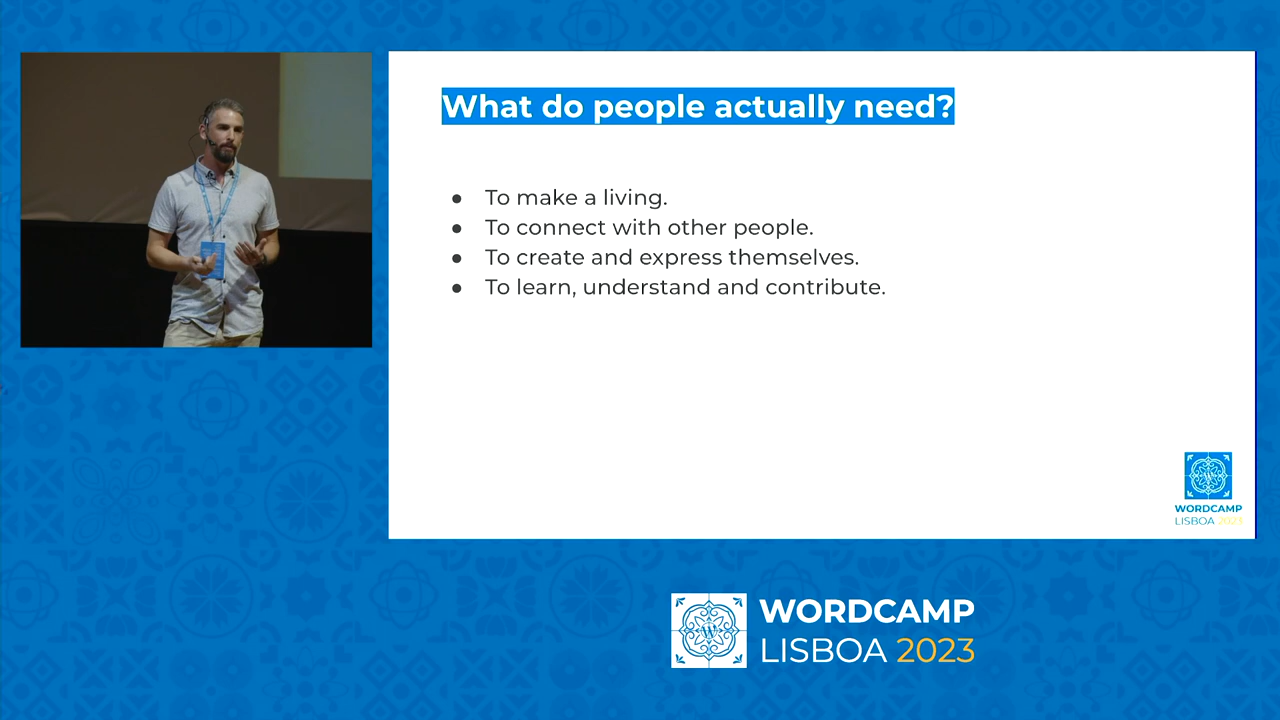 What do people actually need?
● To make a living.
● To connect with other people.
● To create and express themselves.
● To learn, understand and contribute.
WORDCAMP
LISBOA 2023
WORDCAMP
LISBOA 2023